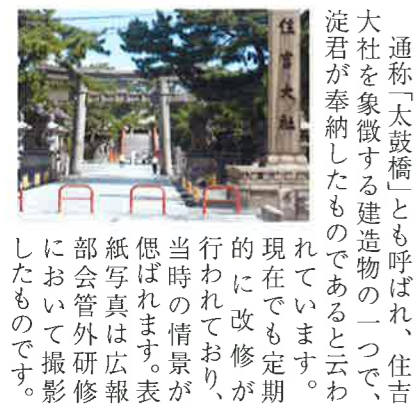 通称「太鼓橋」とも呼ばれ、住吉
大社を象徴する建造物の一つで、
淀君が奉納したものであると云わ
れています。
現在でも定期
的に改修が
行われており、
当時の情景が
偲ばれます。表
紙写真は広報
部会管外研修
において撮影
したものです。
住吉大社